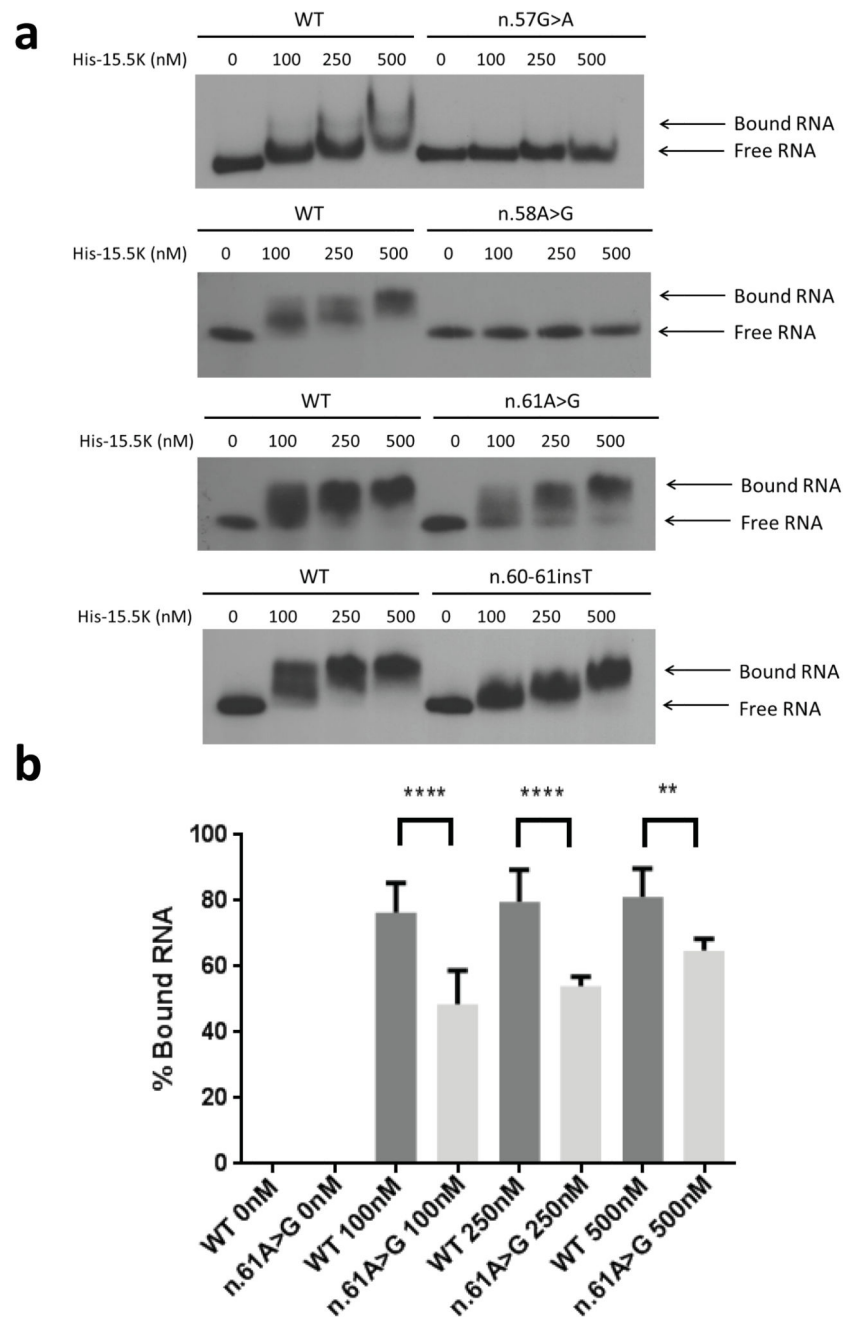 a
WT n.57G>A
His-15.5K (nM) 0 100 250 500 0 100 250 500
Bound RNA
Free RNA
WT n.58A>G
His-15.5K (nM) 0 100 250 500 0 100 250 500
Bound RNA
Free RNA
WT n.61A>G
His-15.5K (nM) 0 100 250 500 0 100 250 500
Bound RNA
Free RNA
WT n.60-61insT
His-15.5K (nM) 0 100 250 500 0 100 250 500
Bound RNA
Free RNA
b
**** **** **
% Bound RNA
100
80
60
40
20
0
WT 0nM
n.61A>G 0nM
WT 100nM
n.61A>G 100nM
WT 250nM
n.61A>G 250nM
WT 500nM
n.61A>G 500nM